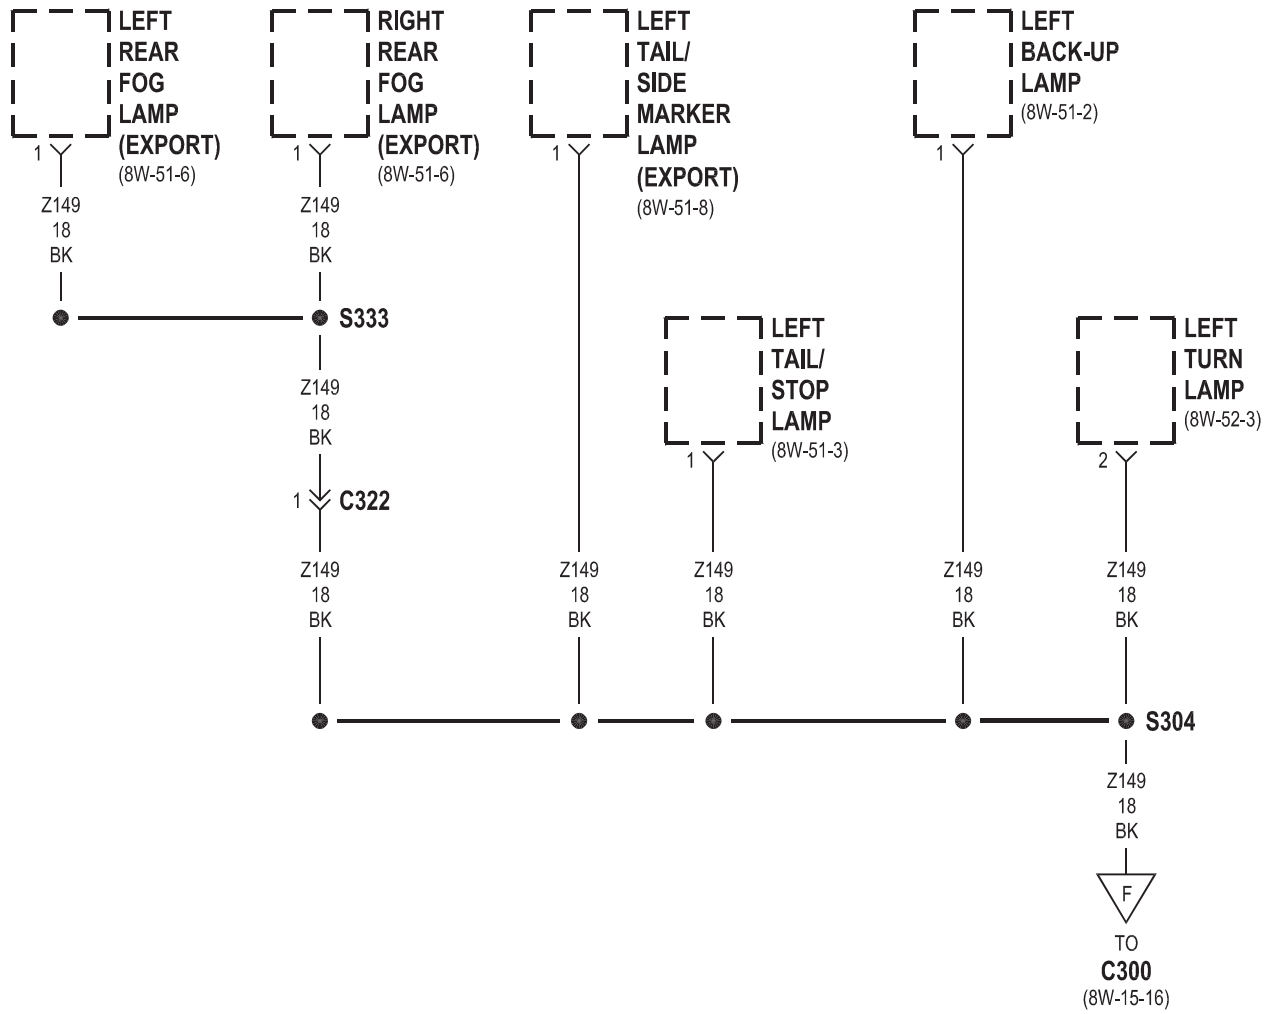 LEFT
REAR
FOG
LAMP
(EXPORT)
(8W-51-6)
1
Z149
18
BK
RIGHT
REAR
FOG
LAMP
(EXPORT)
(8W-51-6)
1
Z149
18
BK
S333
Z149
18
BK
1
C322
Z149
18
BK
LEFT
TAIL/
SIDE
MARKER
LAMP
(EXPORT)
(8W-51-8)
1
Z149
18
BK
LEFT
TAIL/
STOP
LAMP
(8W-51-3)
1
Z149
18
BK
LEFT
BACK-UP
LAMP
(8W-51-2)
1
Z149
18
BK
LEFT
TURN
LAMP
(8W-52-3)
2
Z149
18
BK
S304
Z149
18
BK
F
TO
C300
(8W-15-16)